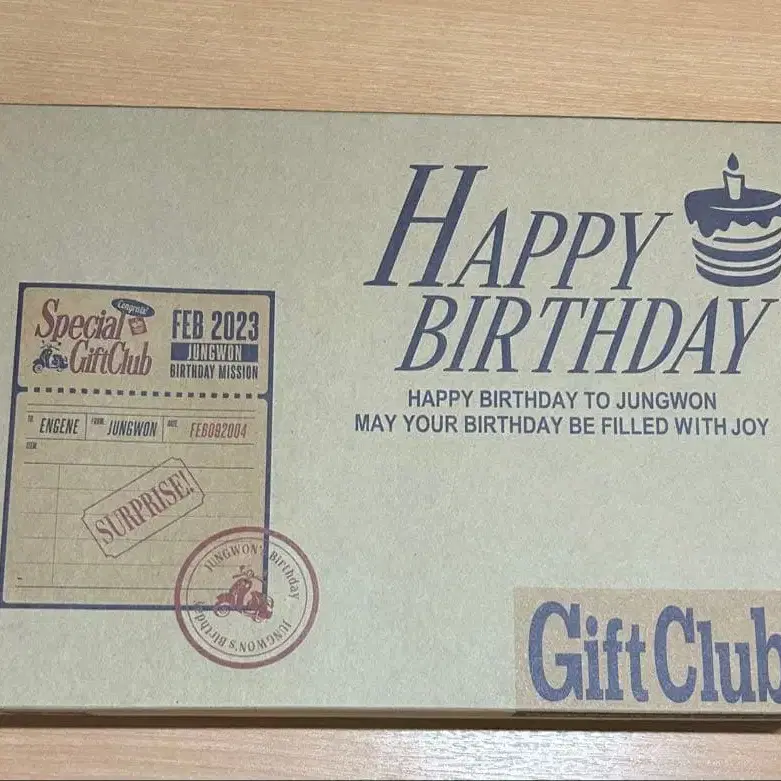 HAPPY
BIRTHDAY
HAPPY BIRTHDAY TO JUNGWON
MAY YOUR BIRTHDAY BE FILLED WITH JOY
Congrats!
Special
GiftClub
FEB 2023
JUNGWON
BIRTHDAY MISSION
TO. ENGENE FROM. JUNGWON DATE. FEB092004
ITEM.
SURPRISE!
JUNGWON's Birthday
JUNGWON's Birthday
Gift Club